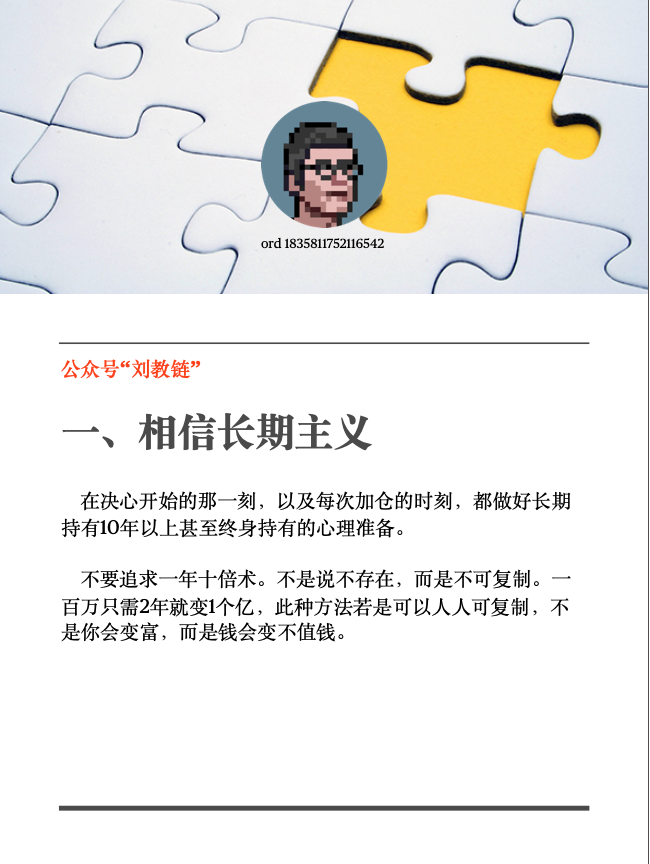 ord 1835811752116542
公众号“刘教链”
一、相信长期主义
在决心开始的那一刻，以及每次加仓的时刻，都做好长期
持有10年以上甚至终身持有的心理准备。
不要追求一年十倍术。不是说不存在，而是不可复制。一
百万只需2年就变1个亿，此种方法若是可以人人可复制，不
是你会变富，而是钱会变不值钱。